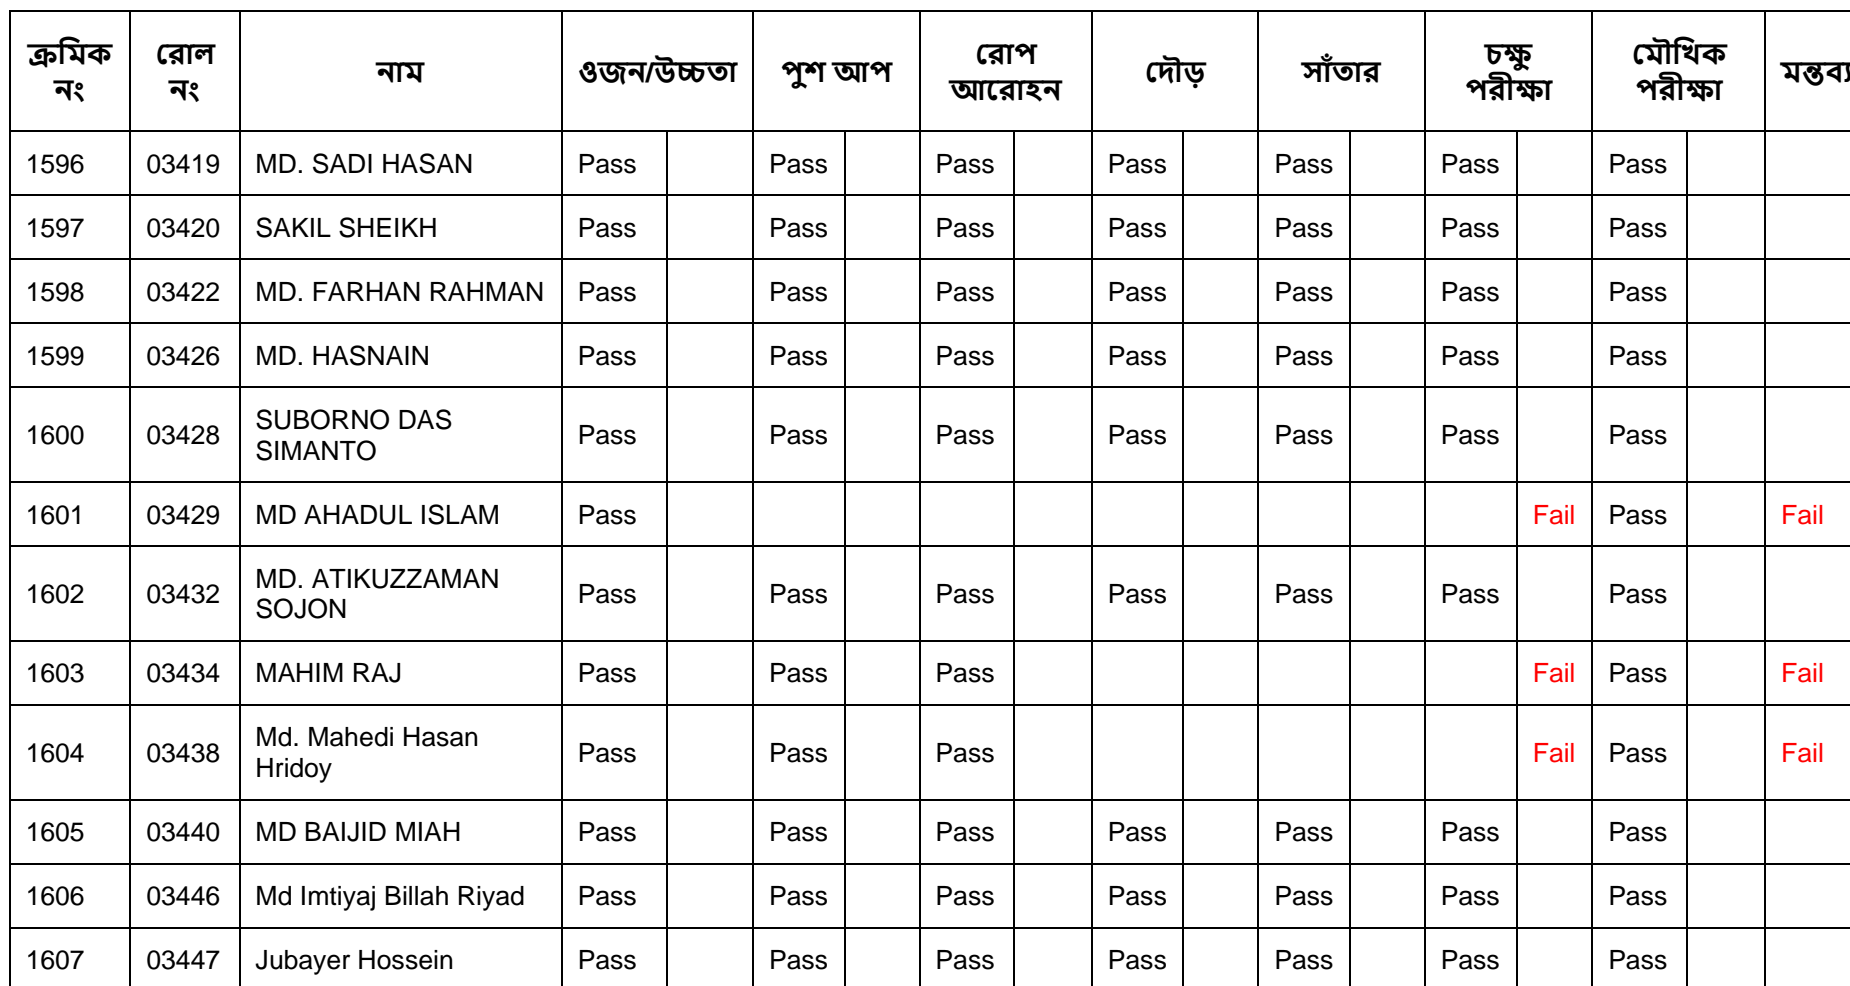 ক্রমিক নং রোল নং নাম ওজন/উচ্চতা পুশ আপ রোপ আরোহন দৌড় সাঁতার চক্ষু পরীক্ষা মৌখিক পরীক্ষা মন্তব্য
1596 03419 MD. SADI HASAN Pass Pass Pass Pass Pass Pass Pass
1597 03420 SAKIL SHEIKH Pass Pass Pass Pass Pass Pass Pass
1598 03422 MD. FARHAN RAHMAN Pass Pass Pass Pass Pass Pass Pass
1599 03426 MD. HASNAIN Pass Pass Pass Pass Pass Pass Pass
1600 03428 SUBORNO DAS SIMANTO Pass Pass Pass Pass Pass Pass Pass
1601 03429 MD AHADUL ISLAM Pass Fail Pass Fail
1602 03432 MD. ATIKUZZAMAN SOJON Pass Pass Pass Pass Pass Pass Pass
1603 03434 MAHIM RAJ Pass Pass Pass Fail Pass Fail
1604 03438 Md. Mahedi Hasan Hridoy Pass Pass Pass Fail Pass Fail
1605 03440 MD BAIJID MIAH Pass Pass Pass Pass Pass Pass Pass
1606 03446 Md Imtiyaj Billah Riyad Pass Pass Pass Pass Pass Pass Pass
1607 03447 Jubayer Hossein Pass Pass Pass Pass Pass Pass Pass